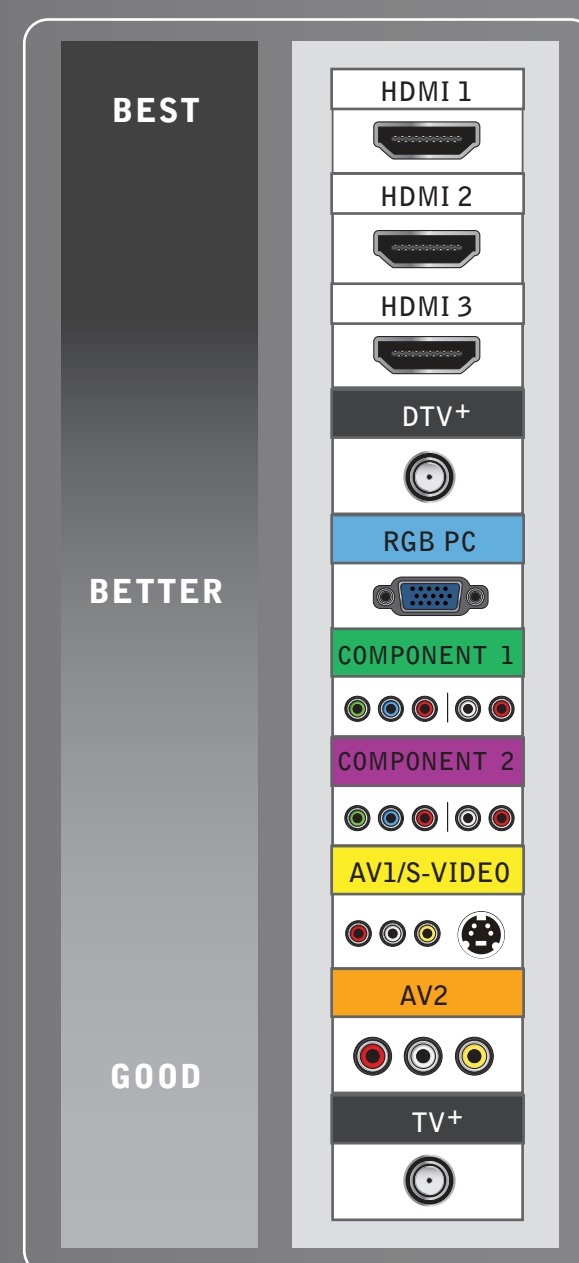 BEST
HDMI 1
HDMI 2
HDMI 3
DTV+
RGB PC
BETTER
COMPONENT 1
COMPONENT 2
AV1/S-VIDEO
AV2
GOOD
TV+